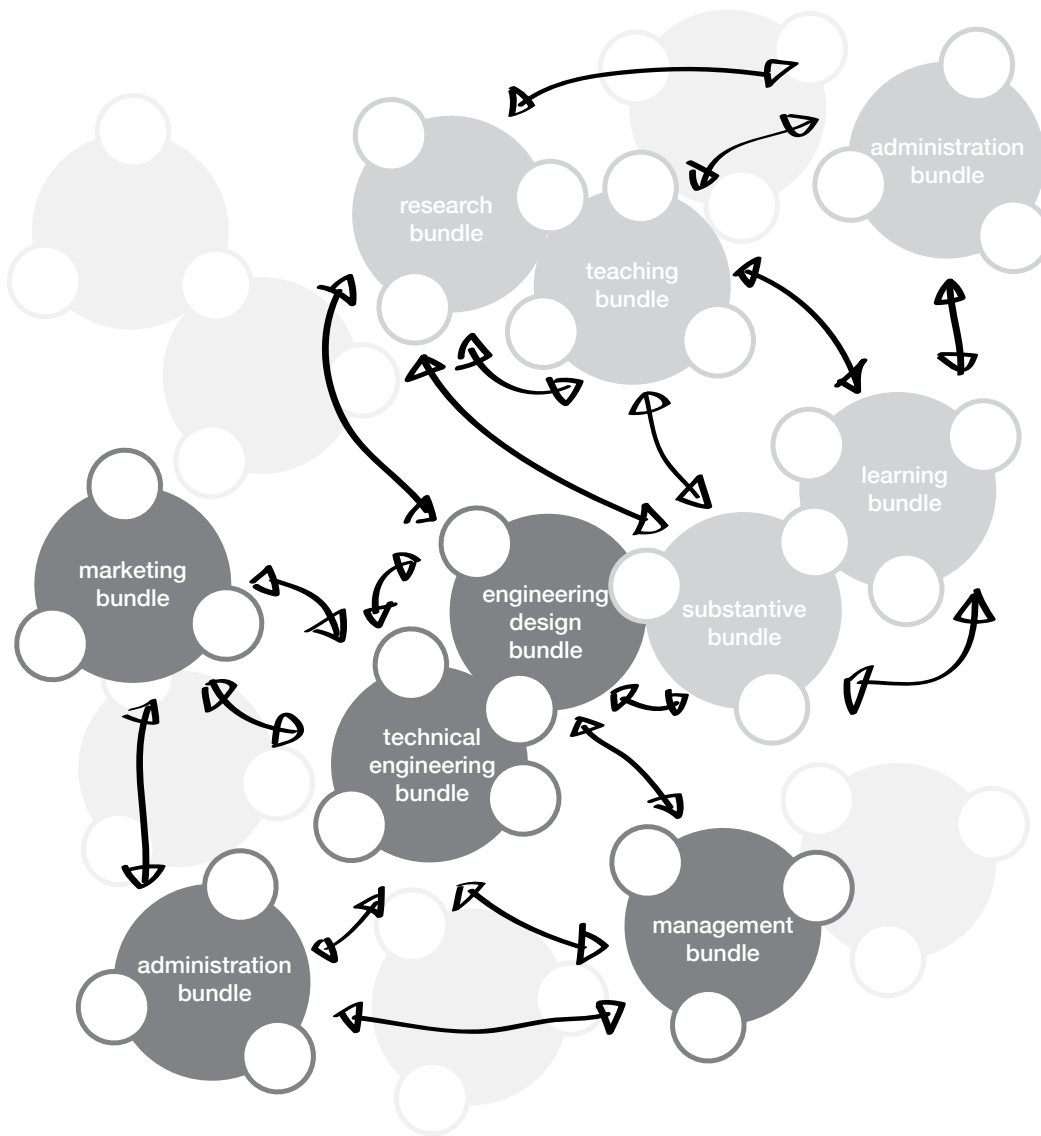 administration
bundle
research
bundle
teaching
bundle
learning
bundle
marketing
bundle
engineering
design
bundle
substantive
bundle
technical
engineering
bundle
management
bundle
administration
bundle